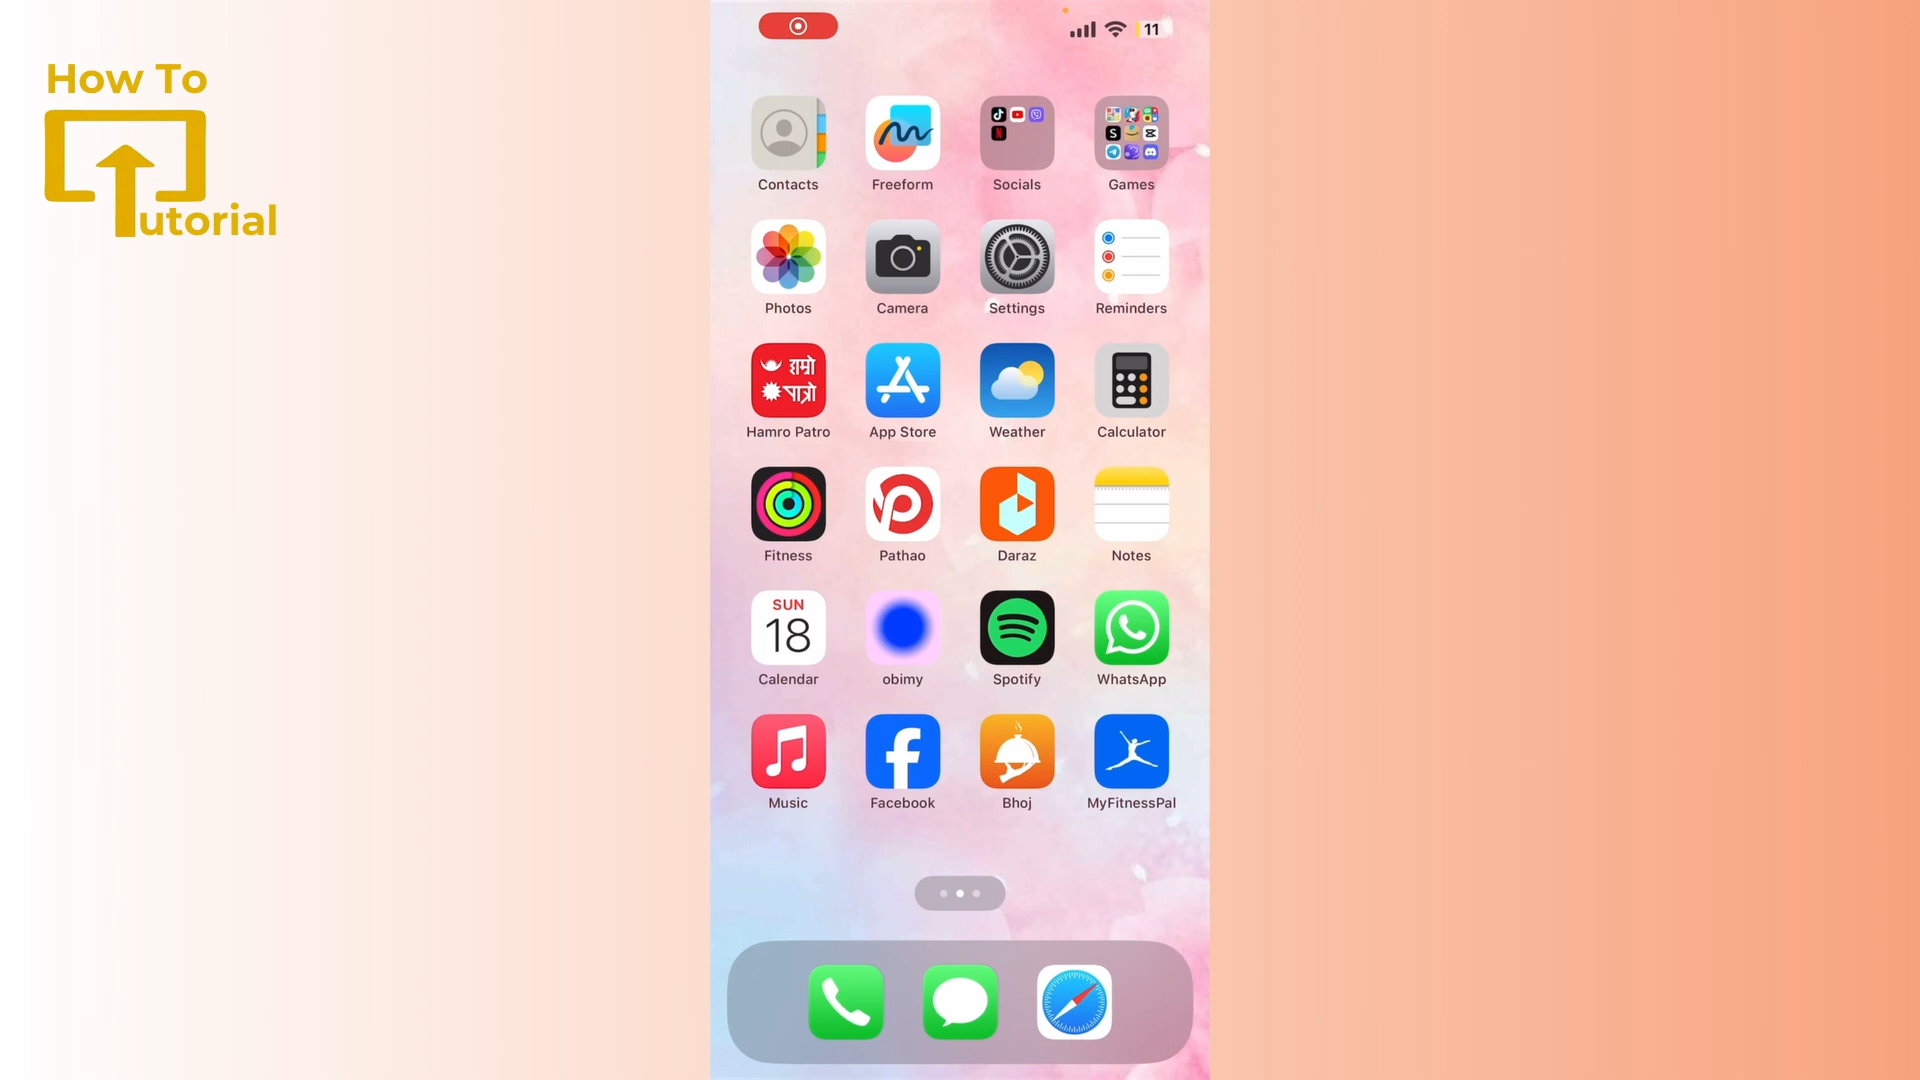 How To
utorial
11
Contacts
Freeform
Socials
Games
S
Photos
Camera
Settings
Reminders
हाम्रो
पात्रो
Hamro Patro
App Store
Weather
Calculator
Fitness
Pathao
Daraz
Notes
SUN
18
Calendar
obimy
Spotify
WhatsApp
Music
Facebook
Bhoj
MyFitnessPal